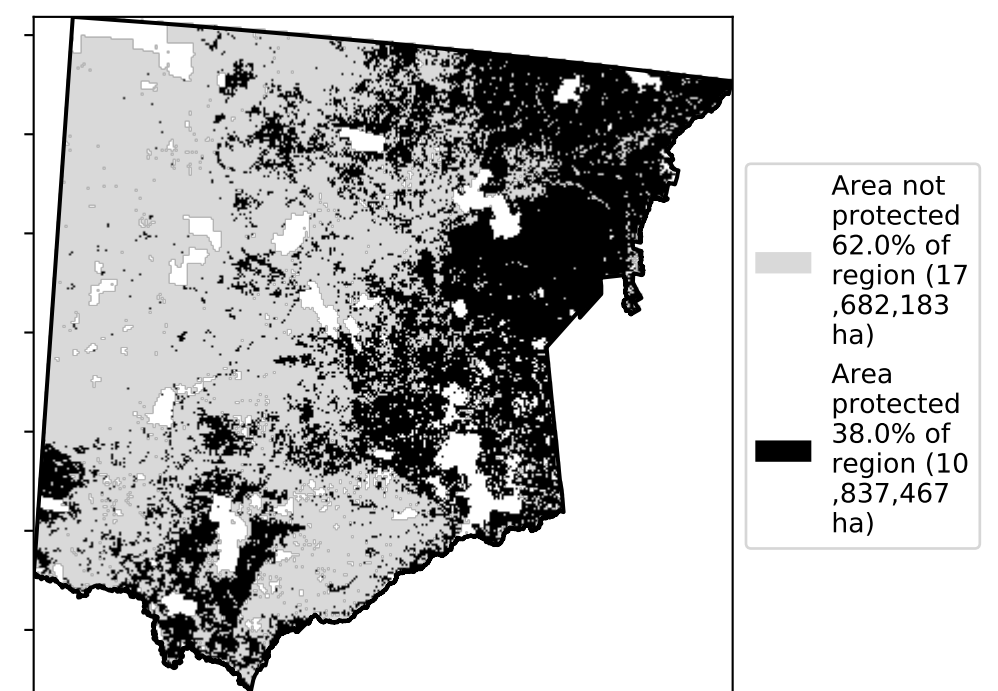 Area not
protected
62.0% of
region (17
,682,183
ha)
Area
protected
38.0% of
region (10
,837,467
ha)